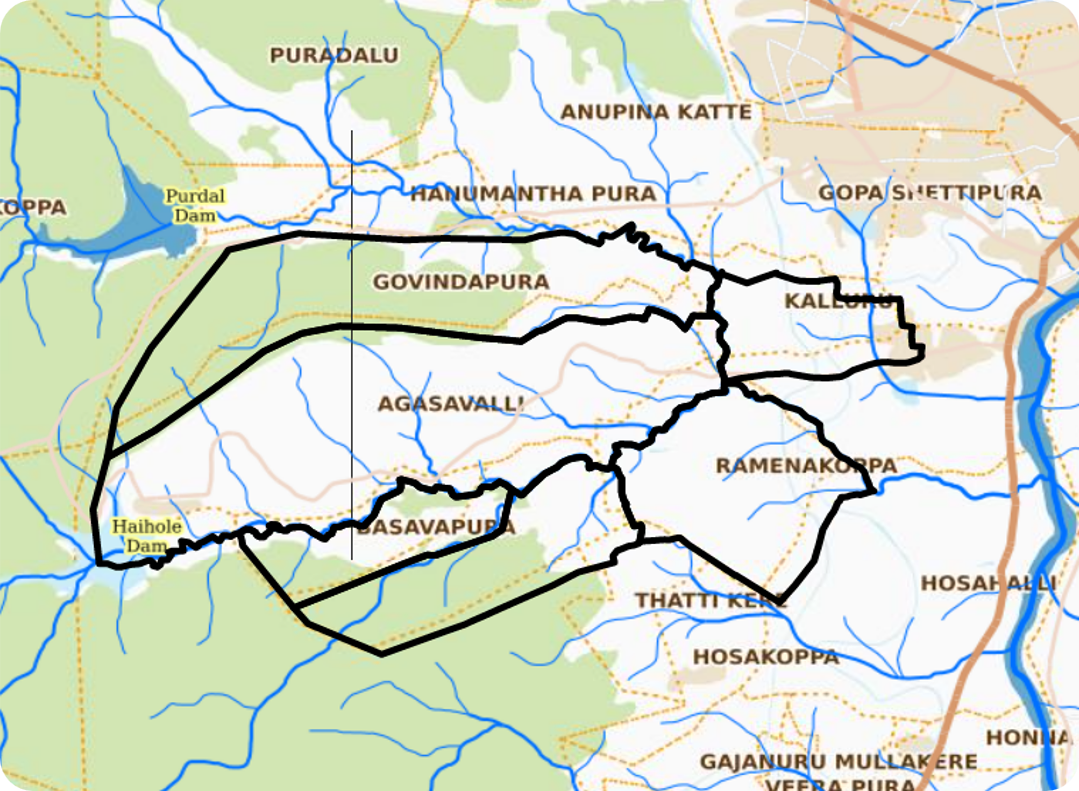 PURADALU
ANUPINA KATTE
Purdal
Dam
HANUMANTHA PURA
GOPA SHETTIPURA
KOPPA
GOVINDAPURA
KALLURU
AGASAVALLI
RAMENAKOPPA
Haihole
Dam
BASAVAPURA
HOSAHALLI
THATTI KERE
HOSAKOPPA
HONNA
GAJANURU MULLAKERE
VEERA PURA